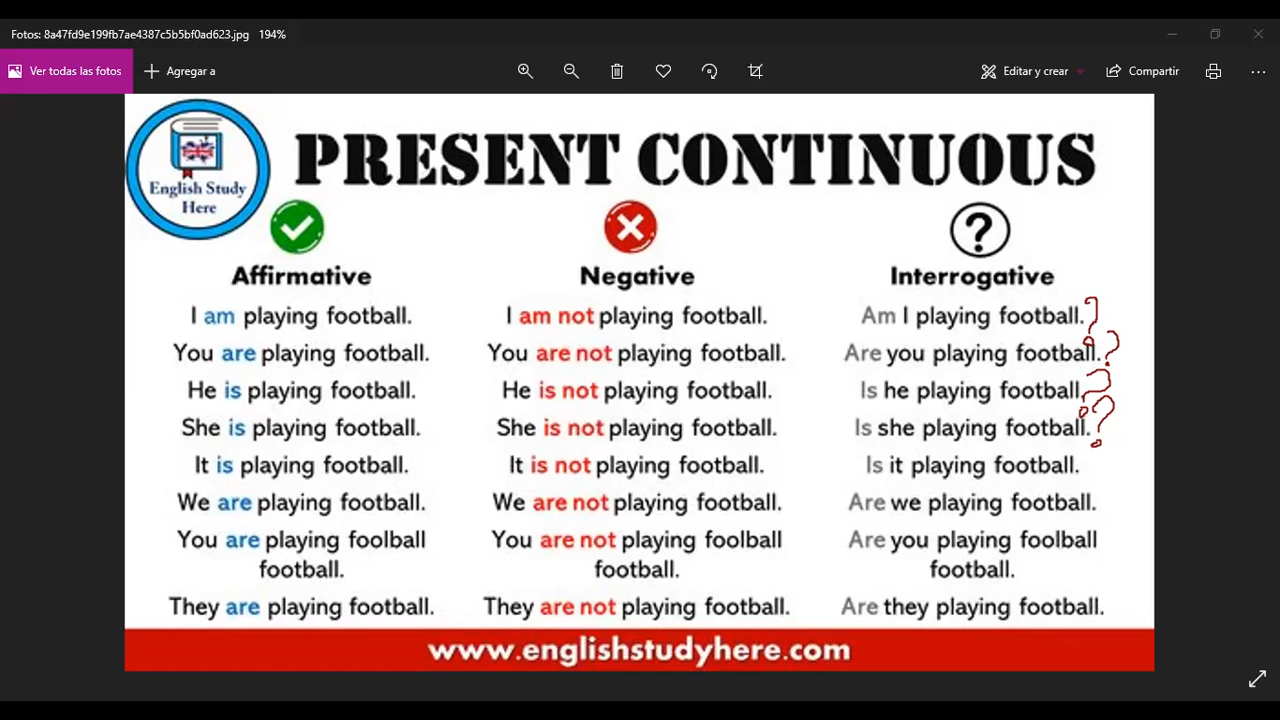 Fotos: 8a47fd9e199fb7ae4387c5b5bf0ad623.jpg 194%
Ver todas las fotos Agregar a Editar y crear Compartir
English Study
Here
PRESENT CONTINUOUS
?
Affirmative Negative Interrogative
I am playing football. I am not playing football. Am I playing football. ?
You are playing football. You are not playing football. Are you playing football. ?
He is playing football. He is not playing football. Is he playing football. ?
She is playing football. She is not playing football. Is she playing football. ?
It is playing football. It is not playing football. Is it playing football.
We are playing football. We are not playing football. Are we playing football.
You are playing foolball You are not playing foolball Are you playing foolball
football. football. football.
They are playing football. They are not playing football. Are they playing football.
www.englishstudyhere.com